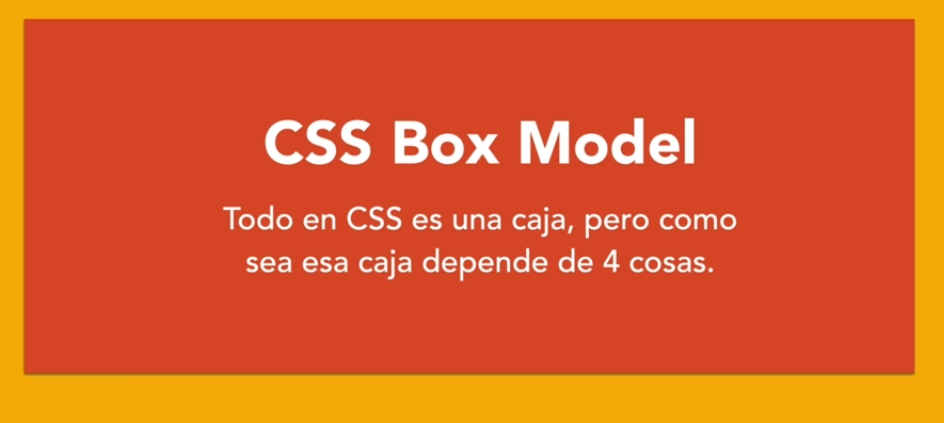 CSS Box Model
Todo en CSS es una caja, pero como
sea esa caja depende de 4 cosas.